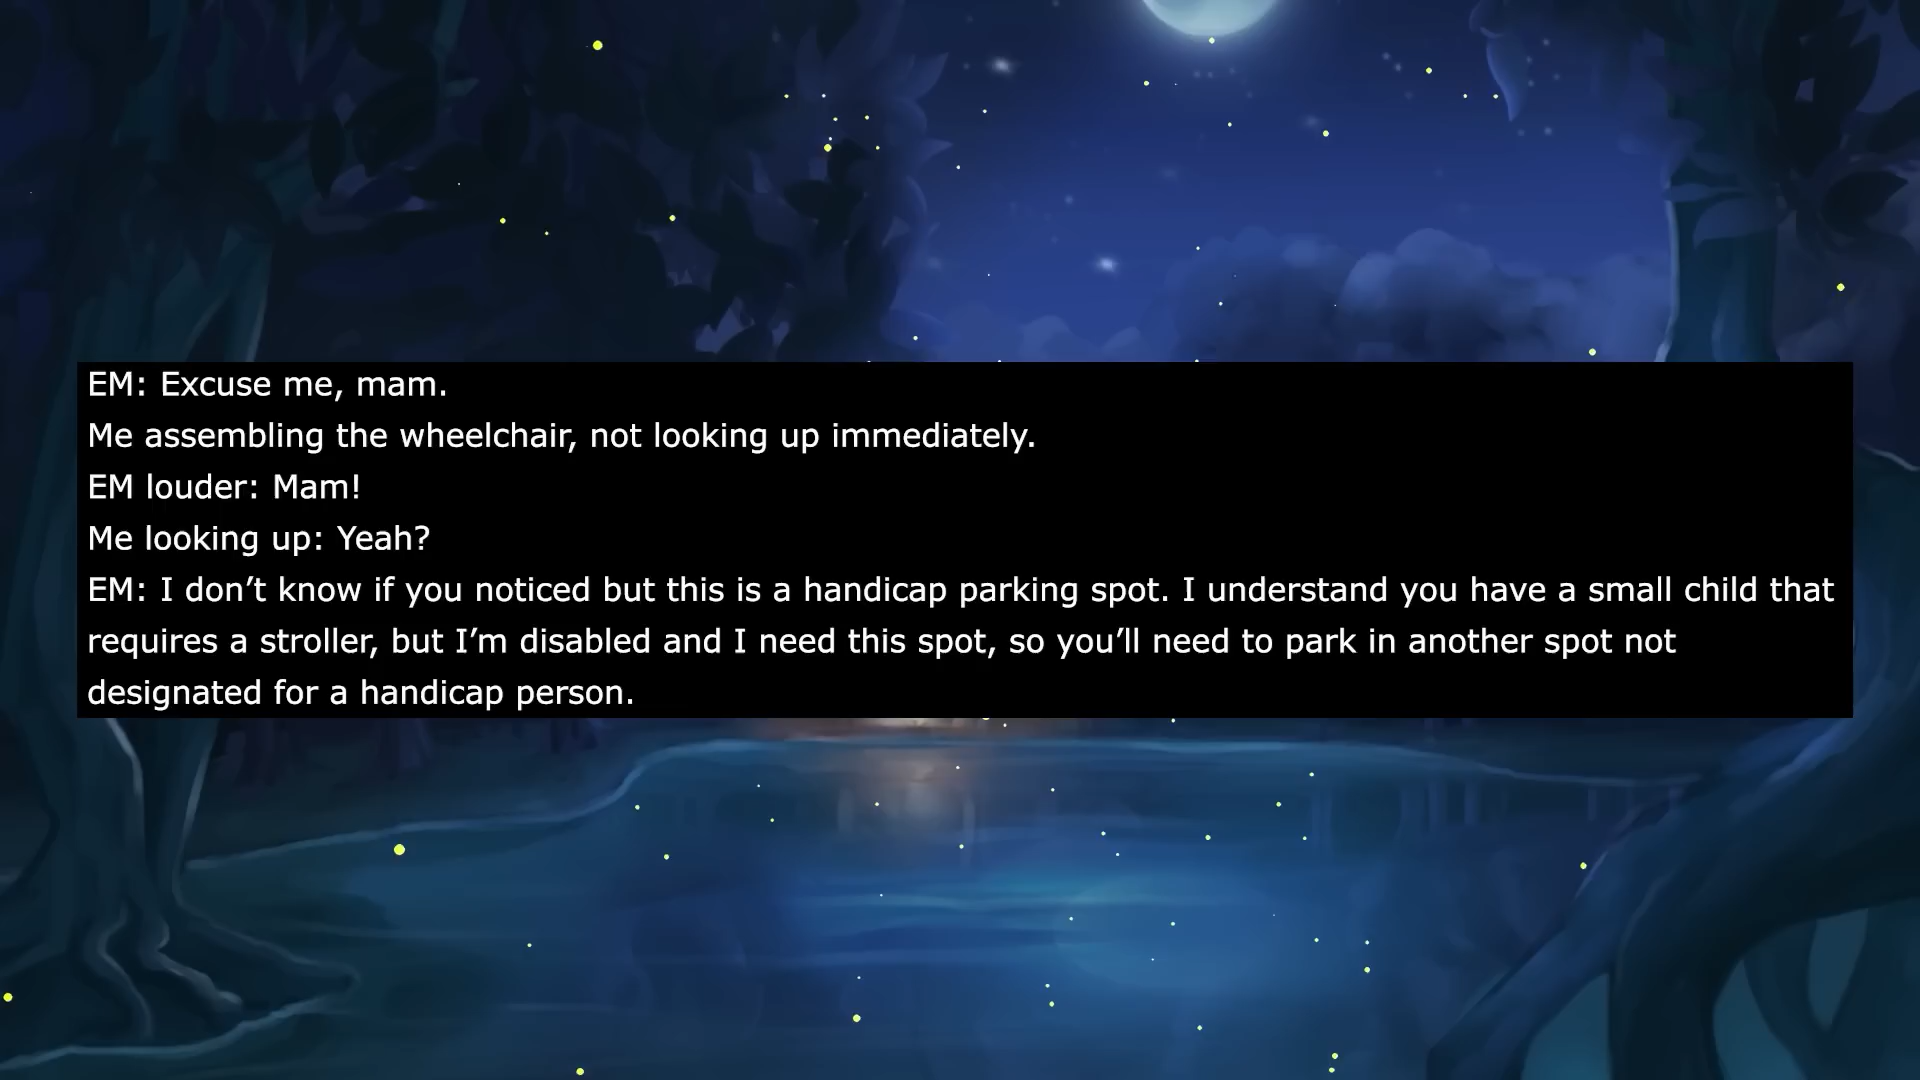 EM: Excuse me, mam.
Me assembling the wheelchair, not looking up immediately.
EM louder: Mam!
Me looking up: Yeah?
EM: I don’t know if you noticed but this is a handicap parking spot. I understand you have a small child that
requires a stroller, but I’m disabled and I need this spot, so you’ll need to park in another spot not
designated for a handicap person.